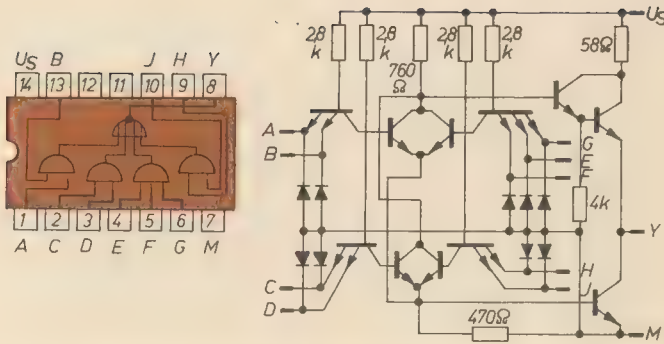 US B J H Y
14 13 12 11 10 9 8
1 2 3 4 5 6 7
A C D E F G M
US
2,8 k
2,8 k
760 Ω
2,8 k
2,8 k
58Ω
A
B
G
E
F
4k
Y
C
D
H
J
470Ω
M